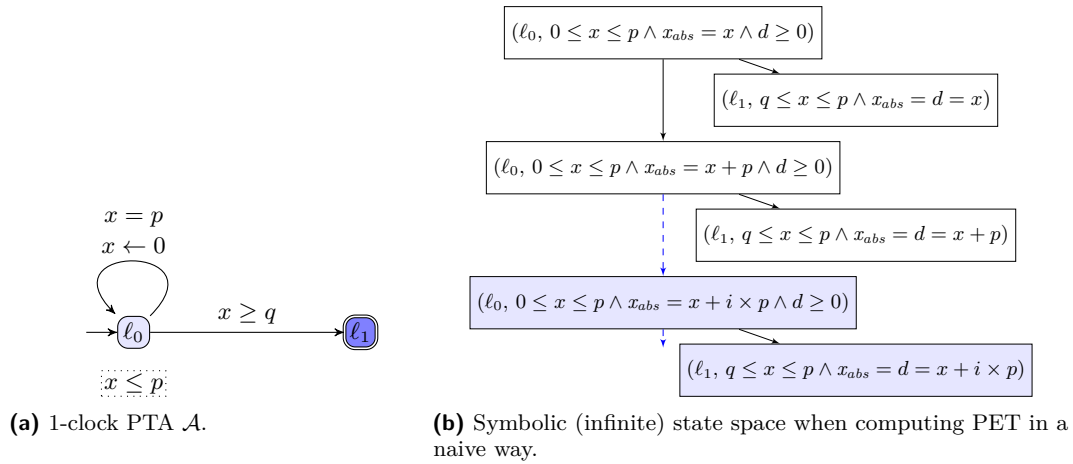 x = p
x ← 0
ℓ₀
x ≥ q
ℓ₁
x ≤ p
(a) 1-clock PTA 𝒜.
(ℓ₀, 0 ≤ x ≤ p ∧ x_abs = x ∧ d ≥ 0)
(ℓ₁, q ≤ x ≤ p ∧ x_abs = d = x)
(ℓ₀, 0 ≤ x ≤ p ∧ x_abs = x + p ∧ d ≥ 0)
(ℓ₁, q ≤ x ≤ p ∧ x_abs = d = x + p)
(ℓ₀, 0 ≤ x ≤ p ∧ x_abs = x + i × p ∧ d ≥ 0)
(ℓ₁, q ≤ x ≤ p ∧ x_abs = d = x + i × p)
(b) Symbolic (infinite) state space when computing PET in a
naive way.